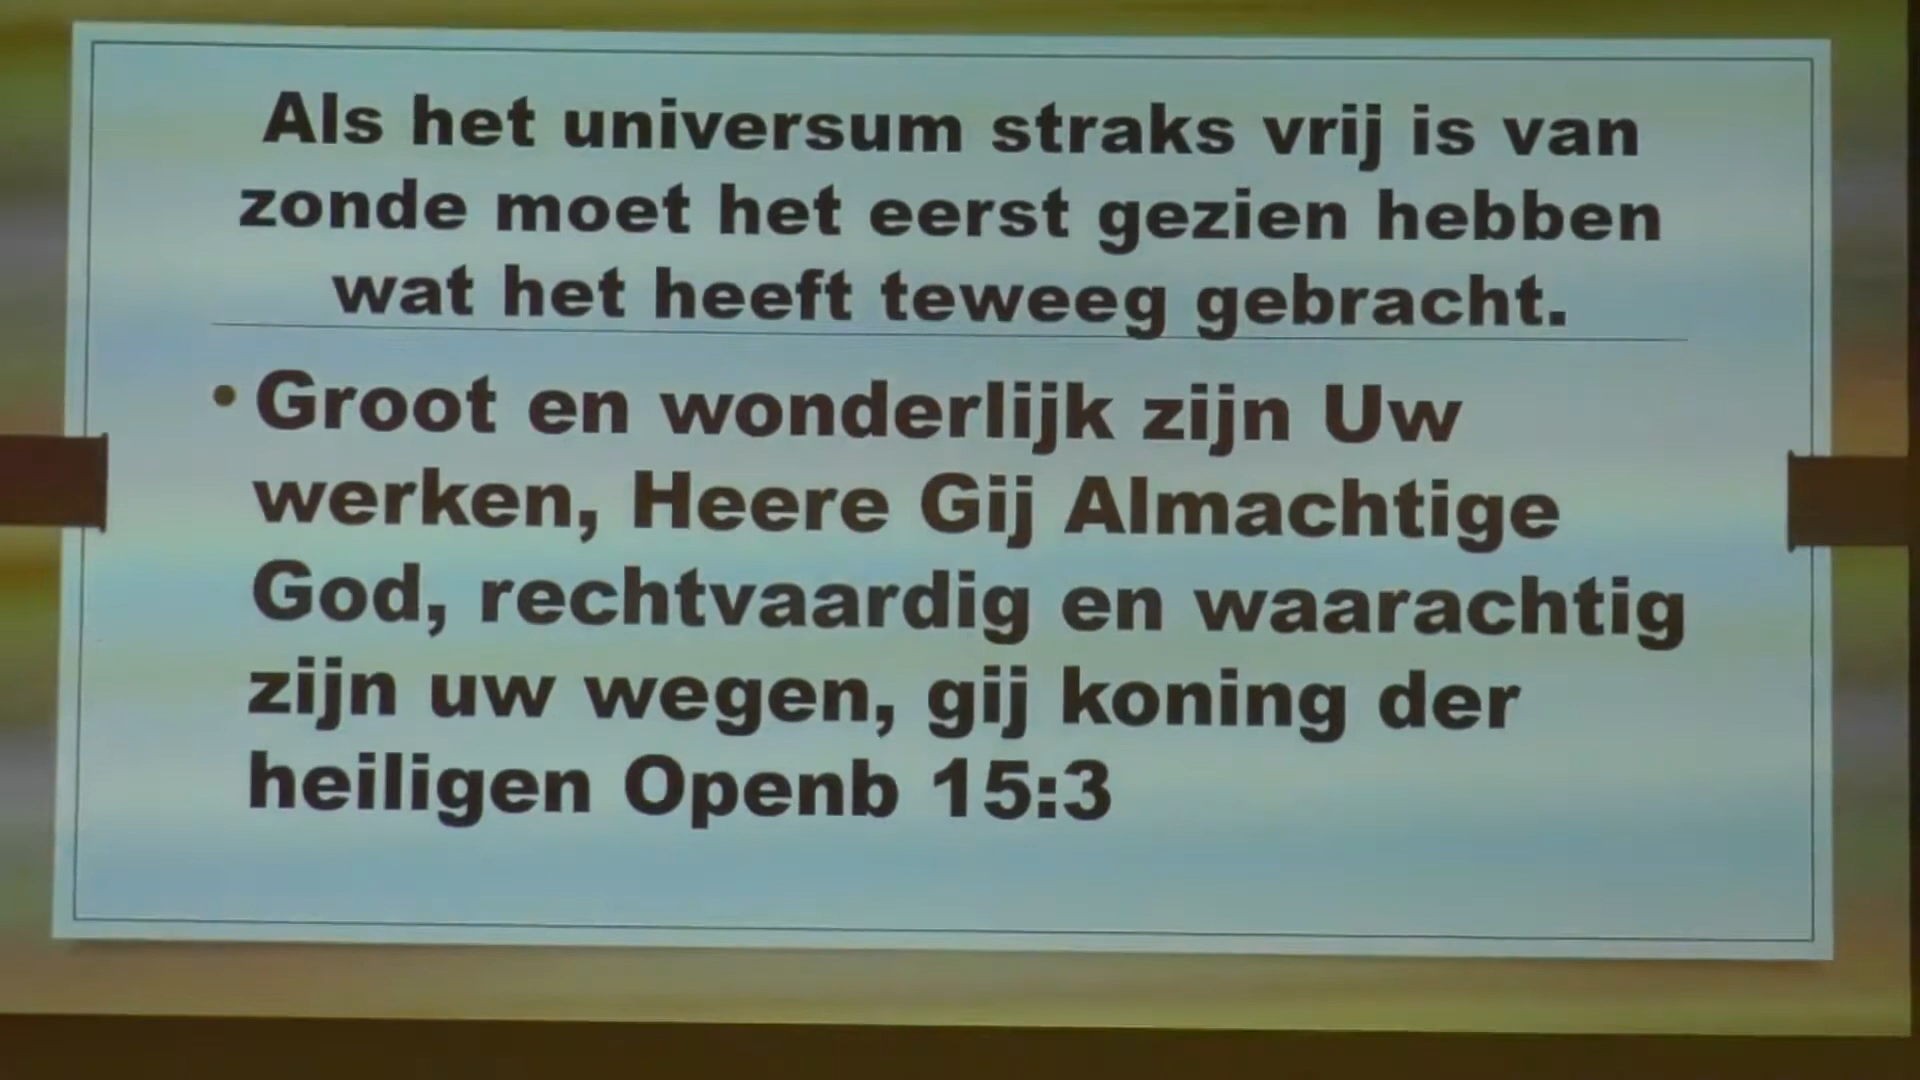 Als het universum straks vrij is van
zonde moet het eerst gezien hebben
wat het heeft teweeg gebracht.
• Groot en wonderlijk zijn Uw
werken, Heere Gij Almachtige
God, rechtvaardig en waarachtig
zijn uw wegen, gij koning der
heiligen Openb 15:3